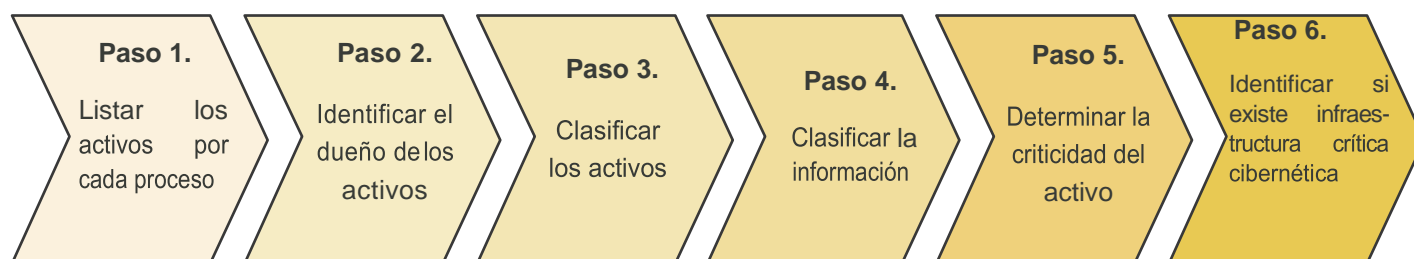 Paso 1.
Listar los
activos por
cada proceso
Paso 2.
Identificar el
dueño de los
activos
Paso 3.
Clasificar
los activos
Paso 4.
Clasificar la
información
Paso 5.
Determinar la
criticidad del
activo
Paso 6.
Identificar si
existe infraes-
tructura crítica
cibernética